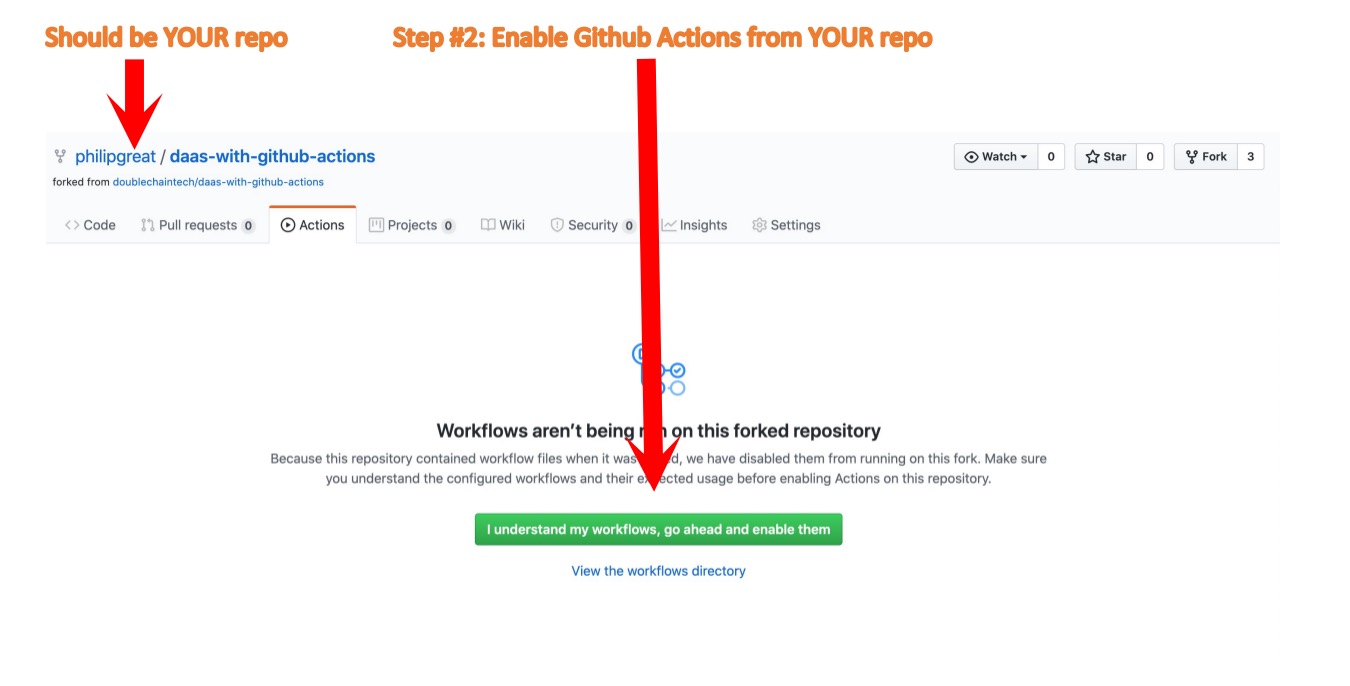 Should be YOUR repo
Step #2: Enable Github Actions from YOUR repo
philipgreat / daas-with-github-actions
Watch 0
Star 0
Fork 3
forked from doublechaintech/daas-with-github-actions
Code
Pull requests 0
Actions
Projects 0
Wiki
Security 0
Insights
Settings
Workflows aren't being on this forked repository
Because this repository contained workflow files when it was, we have disabled them from running on this fork. Make sure
you understand the configured workflows and their usage before enabling Actions on this repository.
I understand my workflows, go ahead and enable them
View the workflows directory